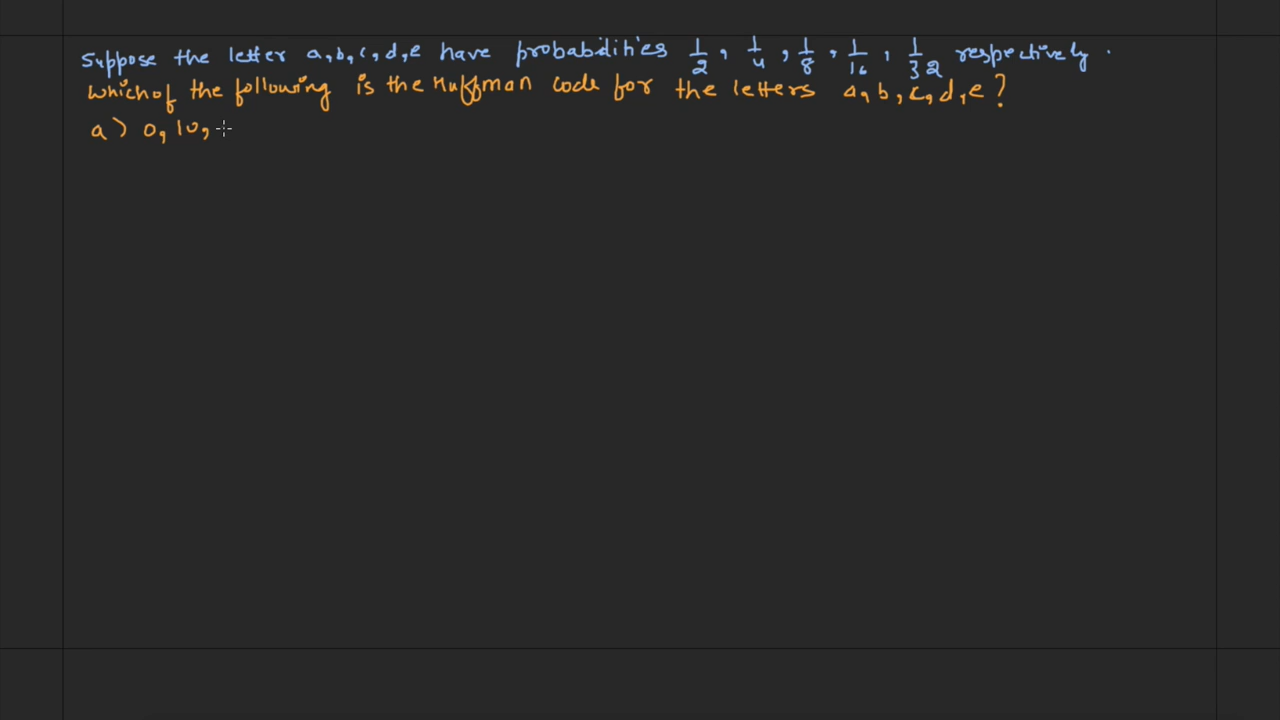 suppose the letter a,b,c,d,e have probabilities 1/2, 1/4, 1/8, 1/16, 1/32 respectively.
which of the following is the Huffman code for the letters a,b,c,d,e?
a) 0, 10,